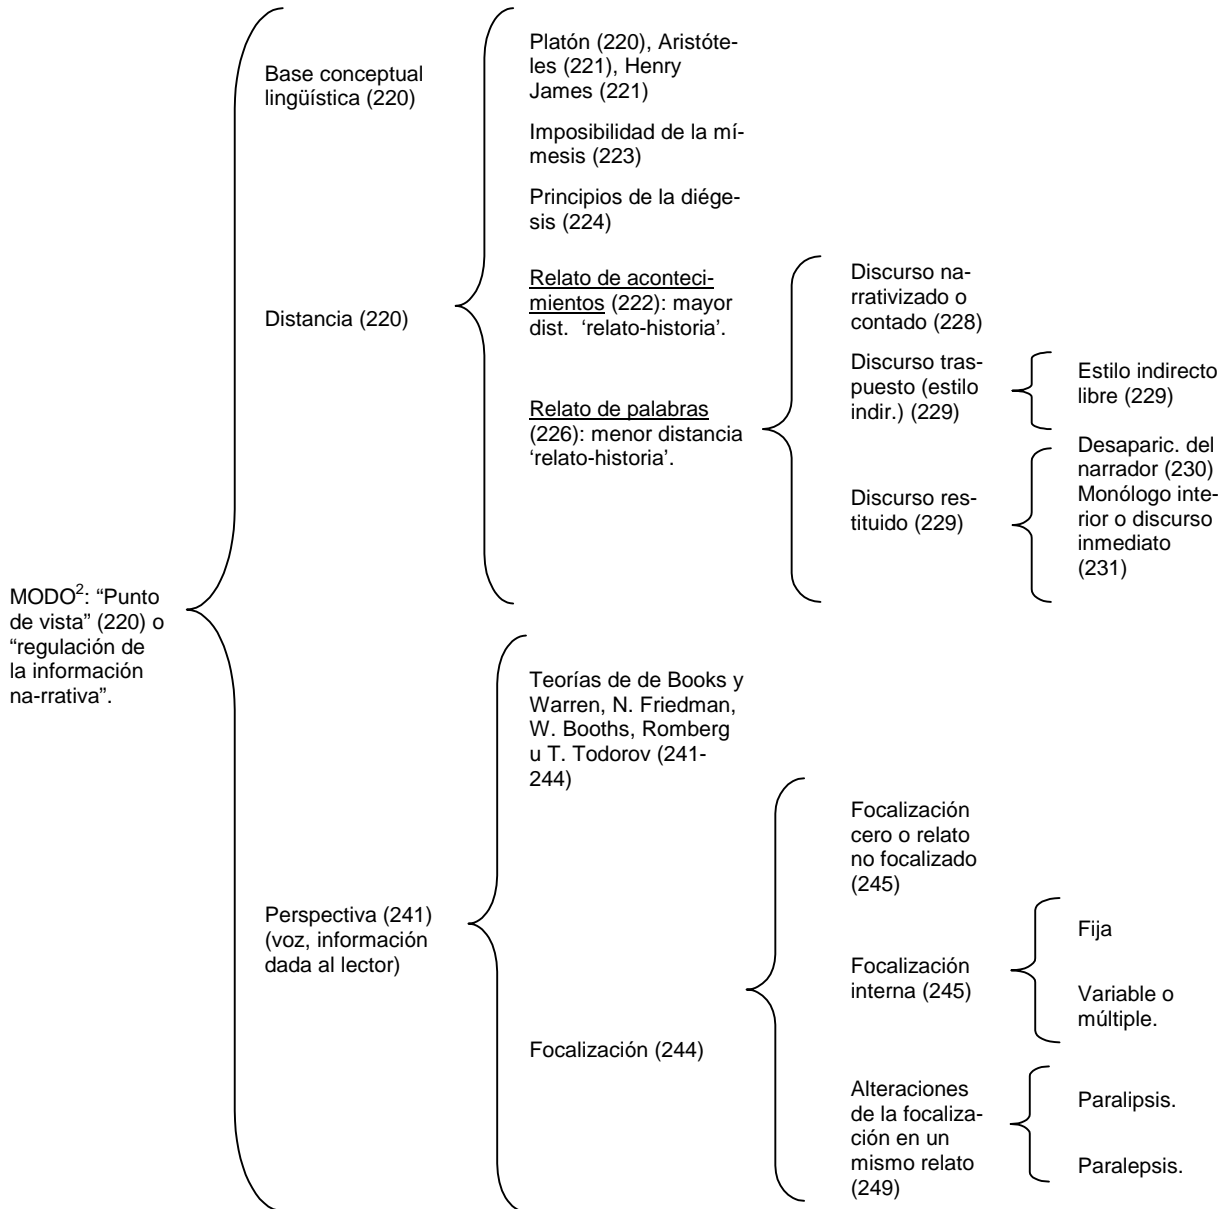 MODO²: “Punto
de vista” (220) o
“regulación de
la información
na-rrativa”.
Base conceptual
lingüística (220)
Distancia (220)
Platón (220), Aristóte-
les (221), Henry
James (221)
Imposibilidad de la mí-
mesis (223)
Principios de la diége-
sis (224)
Relato de aconteci-
mientos (222): mayor
dist. ‘relato-historia’.
Relato de palabras
(226): menor distancia
‘relato-historia’.
Discurso na-
rrativizado o
contado (228)
Discurso tras-
puesto (estilo
indir.) (229)
Estilo indirecto
libre (229)
Discurso res-
tituido (229)
Desaparic. del
narrador (230)
Monólogo inte-
rior o discurso
inmediato
(231)
Perspectiva (241)
(voz, información
dada al lector)
Teorías de de Books y
Warren, N. Friedman,
W. Booths, Romberg
u T. Todorov (241-
244)
Focalización (244)
Focalización
cero o relato
no focalizado
(245)
Focalización
interna (245)
Fija
Variable o
múltiple.
Alteraciones
de la focaliza-
ción en un
mismo relato
(249)
Paralipsis.
Paralepsis.